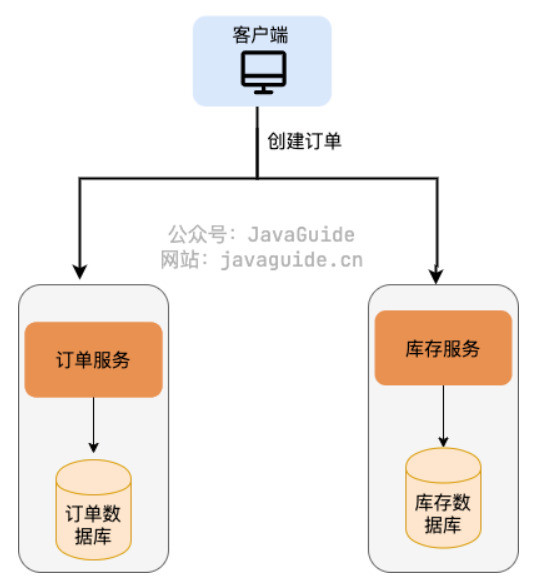 客户端
创建订单
公众号：JavaGuide
网站：javaguide.cn
订单服务
库存服务
订单数
据库
库存数
据库